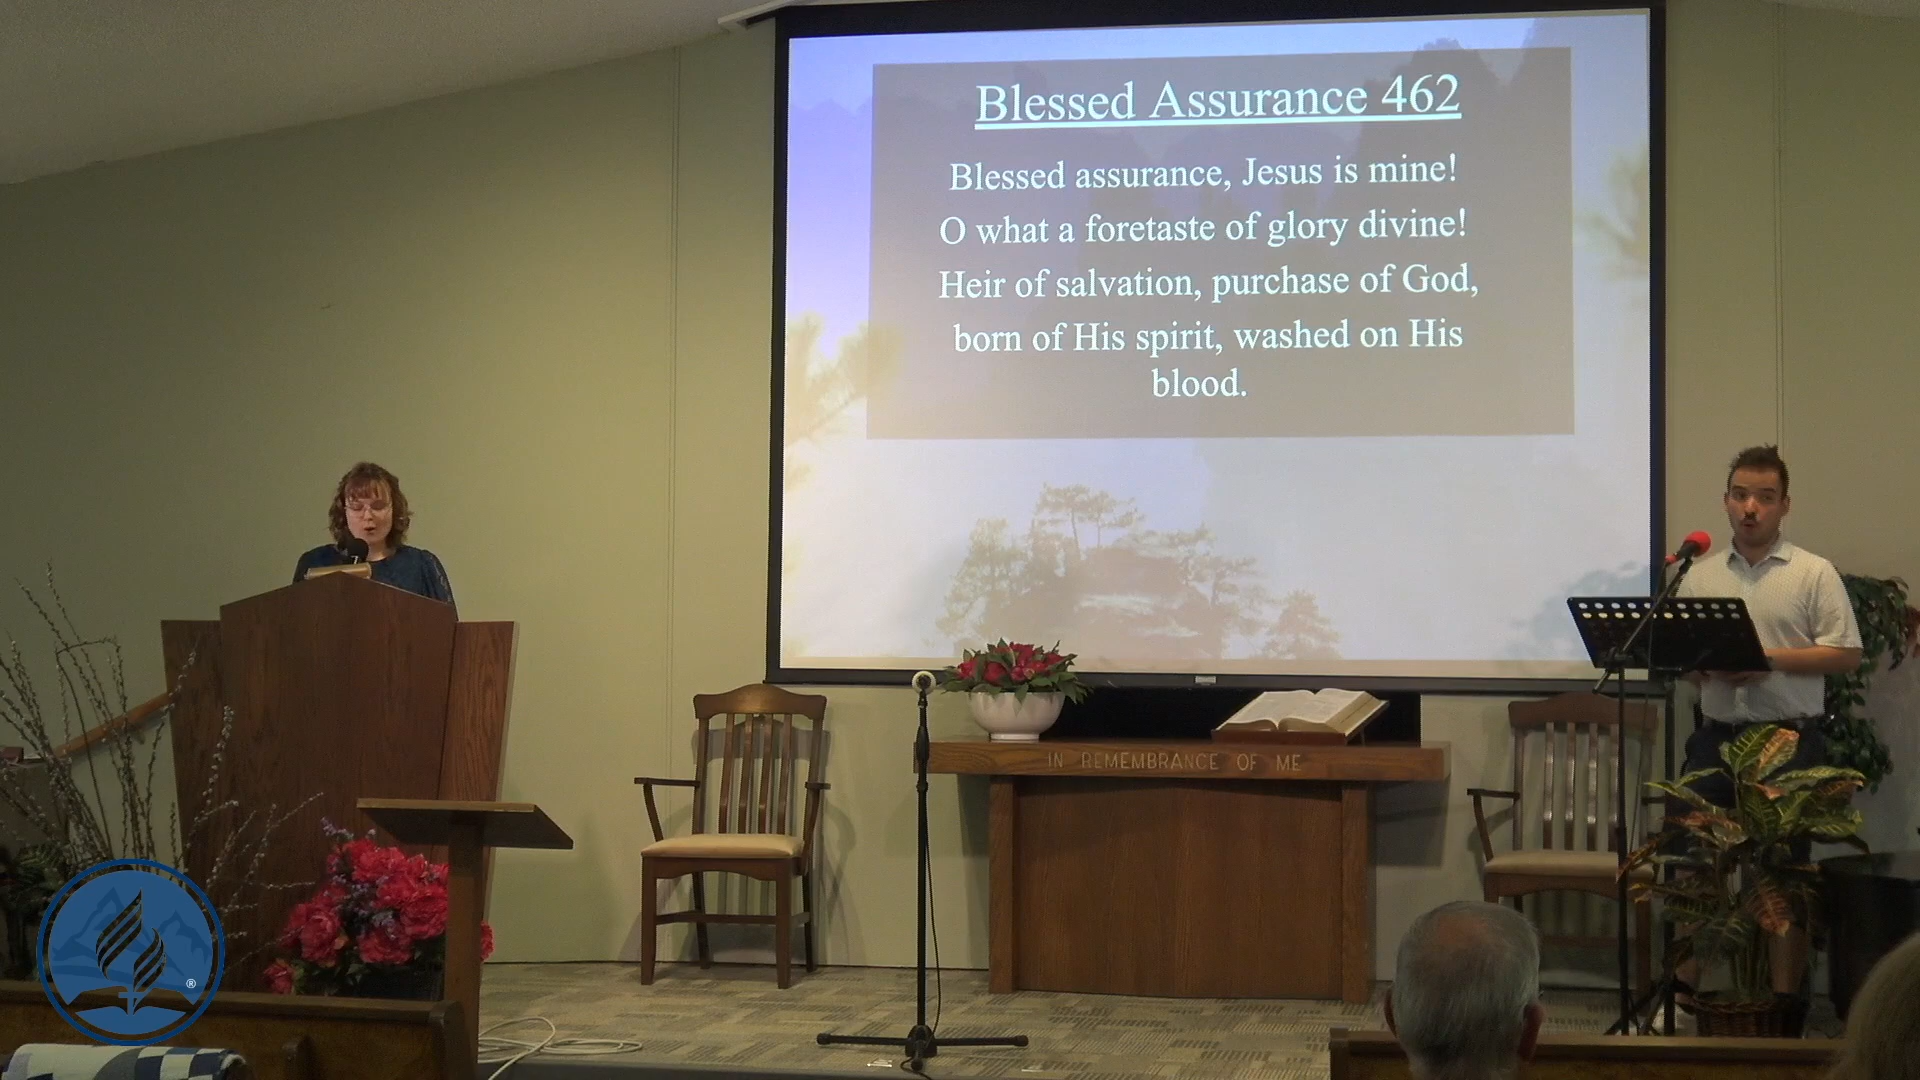 Blessed Assurance 462
Blessed assurance, Jesus is mine!
O what a foretaste of glory divine!
Heir of salvation, purchase of God,
born of His spirit, washed on His
blood.
IN REMEMBRANCE OF ME
®